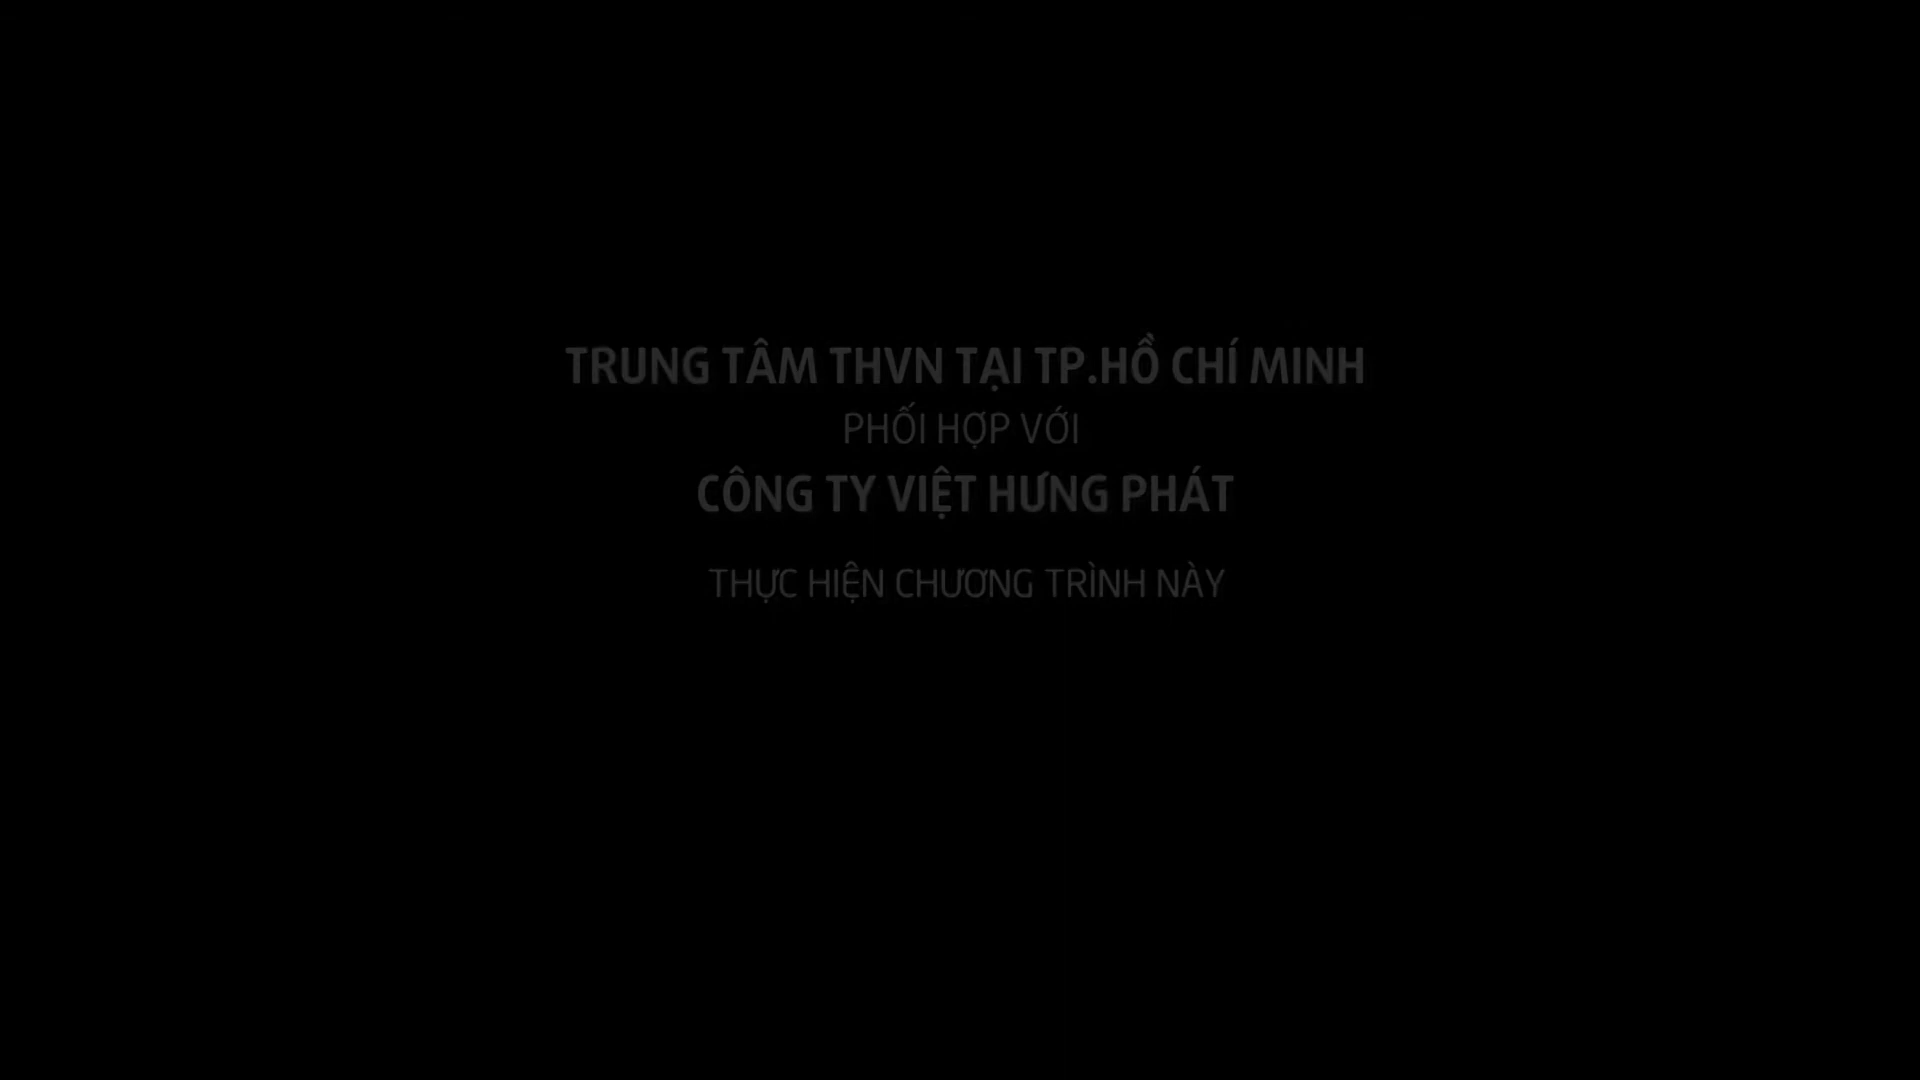 TRUNG TÂM THVN TẠI TP.HỒ CHÍ MINH
PHỐI HỢP VỚI
CÔNG TY VIỆT HƯNG PHÁT
THỰC HIỆN CHƯƠNG TRÌNH NÀY